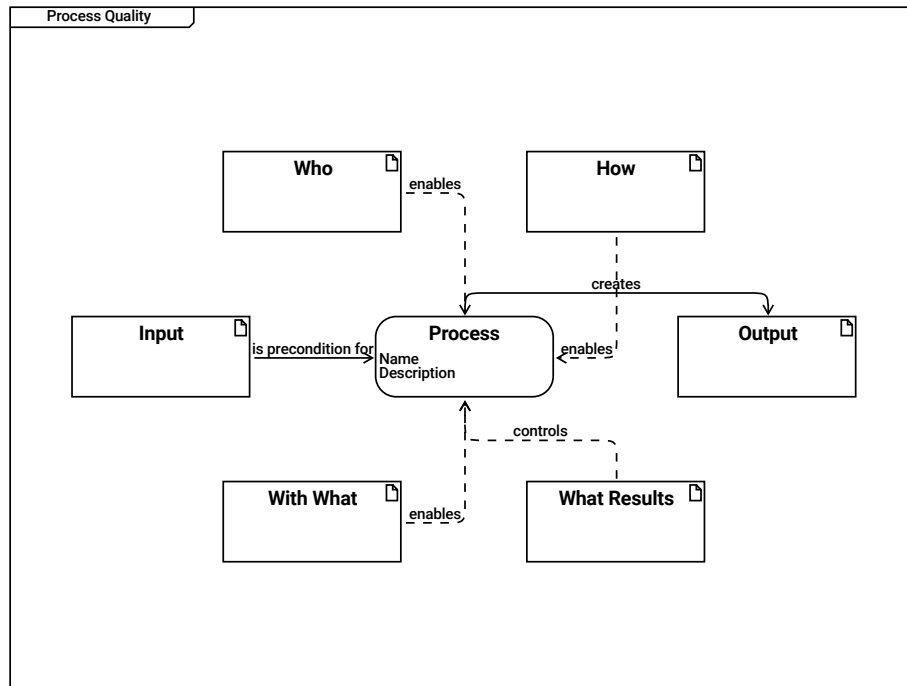 Process Quality
Who
How
enables
creates
Input
Process
Output
is precondition for
enables
Name
Description
controls
With What
What Results
enables